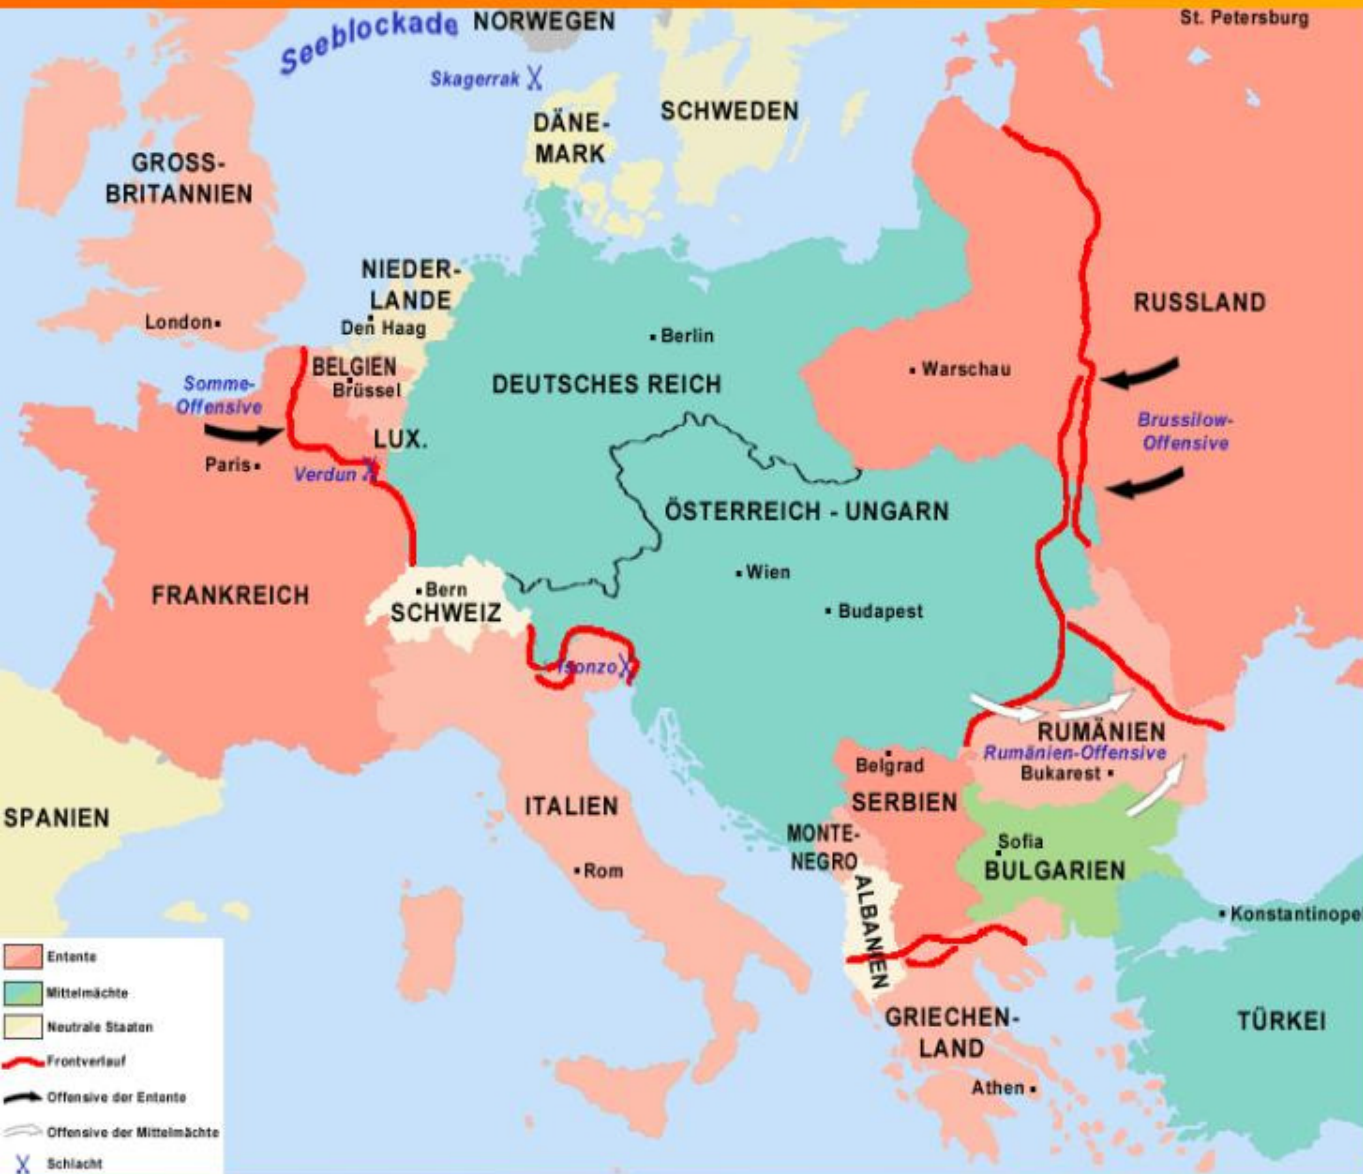 St. Petersburg
Seeblockade
NORWEGEN
Skagerrak
SCHWEDEN
DÄNE-
MARK
GROSS-
BRITANNIEN
NIEDER-
LANDE
Den Haag
London
RUSSLAND
Berlin
BELGIEN
Brüssel
Warschau
DEUTSCHES REICH
Somme-
Offensive
Brussilow-
Offensive
LUX.
Paris
Verdun
ÖSTERREICH - UNGARN
Wien
Bern
SCHWEIZ
FRANKREICH
Budapest
Isonzo
RUMÄNIEN
Rumänien-Offensive
Bukarest
Belgrad
SERBIEN
ITALIEN
SPANIEN
MONTE-
NEGRO
Sofia
BULGARIEN
Rom
ALBANIEN
Konstantinopel
GRIECHEN-
LAND
TÜRKEI
Athen
Entente
Mittelmächte
Neutrale Staaten
Frontverlauf
Offensive der Entente
Offensive der Mittelmächte
Schlacht